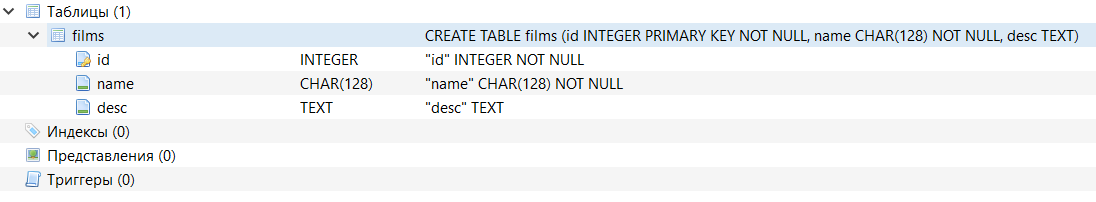 Таблицы (1)
films CREATE TABLE films (id INTEGER PRIMARY KEY NOT NULL, name CHAR(128) NOT NULL, desc TEXT)
id INTEGER "id" INTEGER NOT NULL
name CHAR(128) "name" CHAR(128) NOT NULL
desc TEXT "desc" TEXT
Индексы (0)
Представления (0)
Триггеры (0)